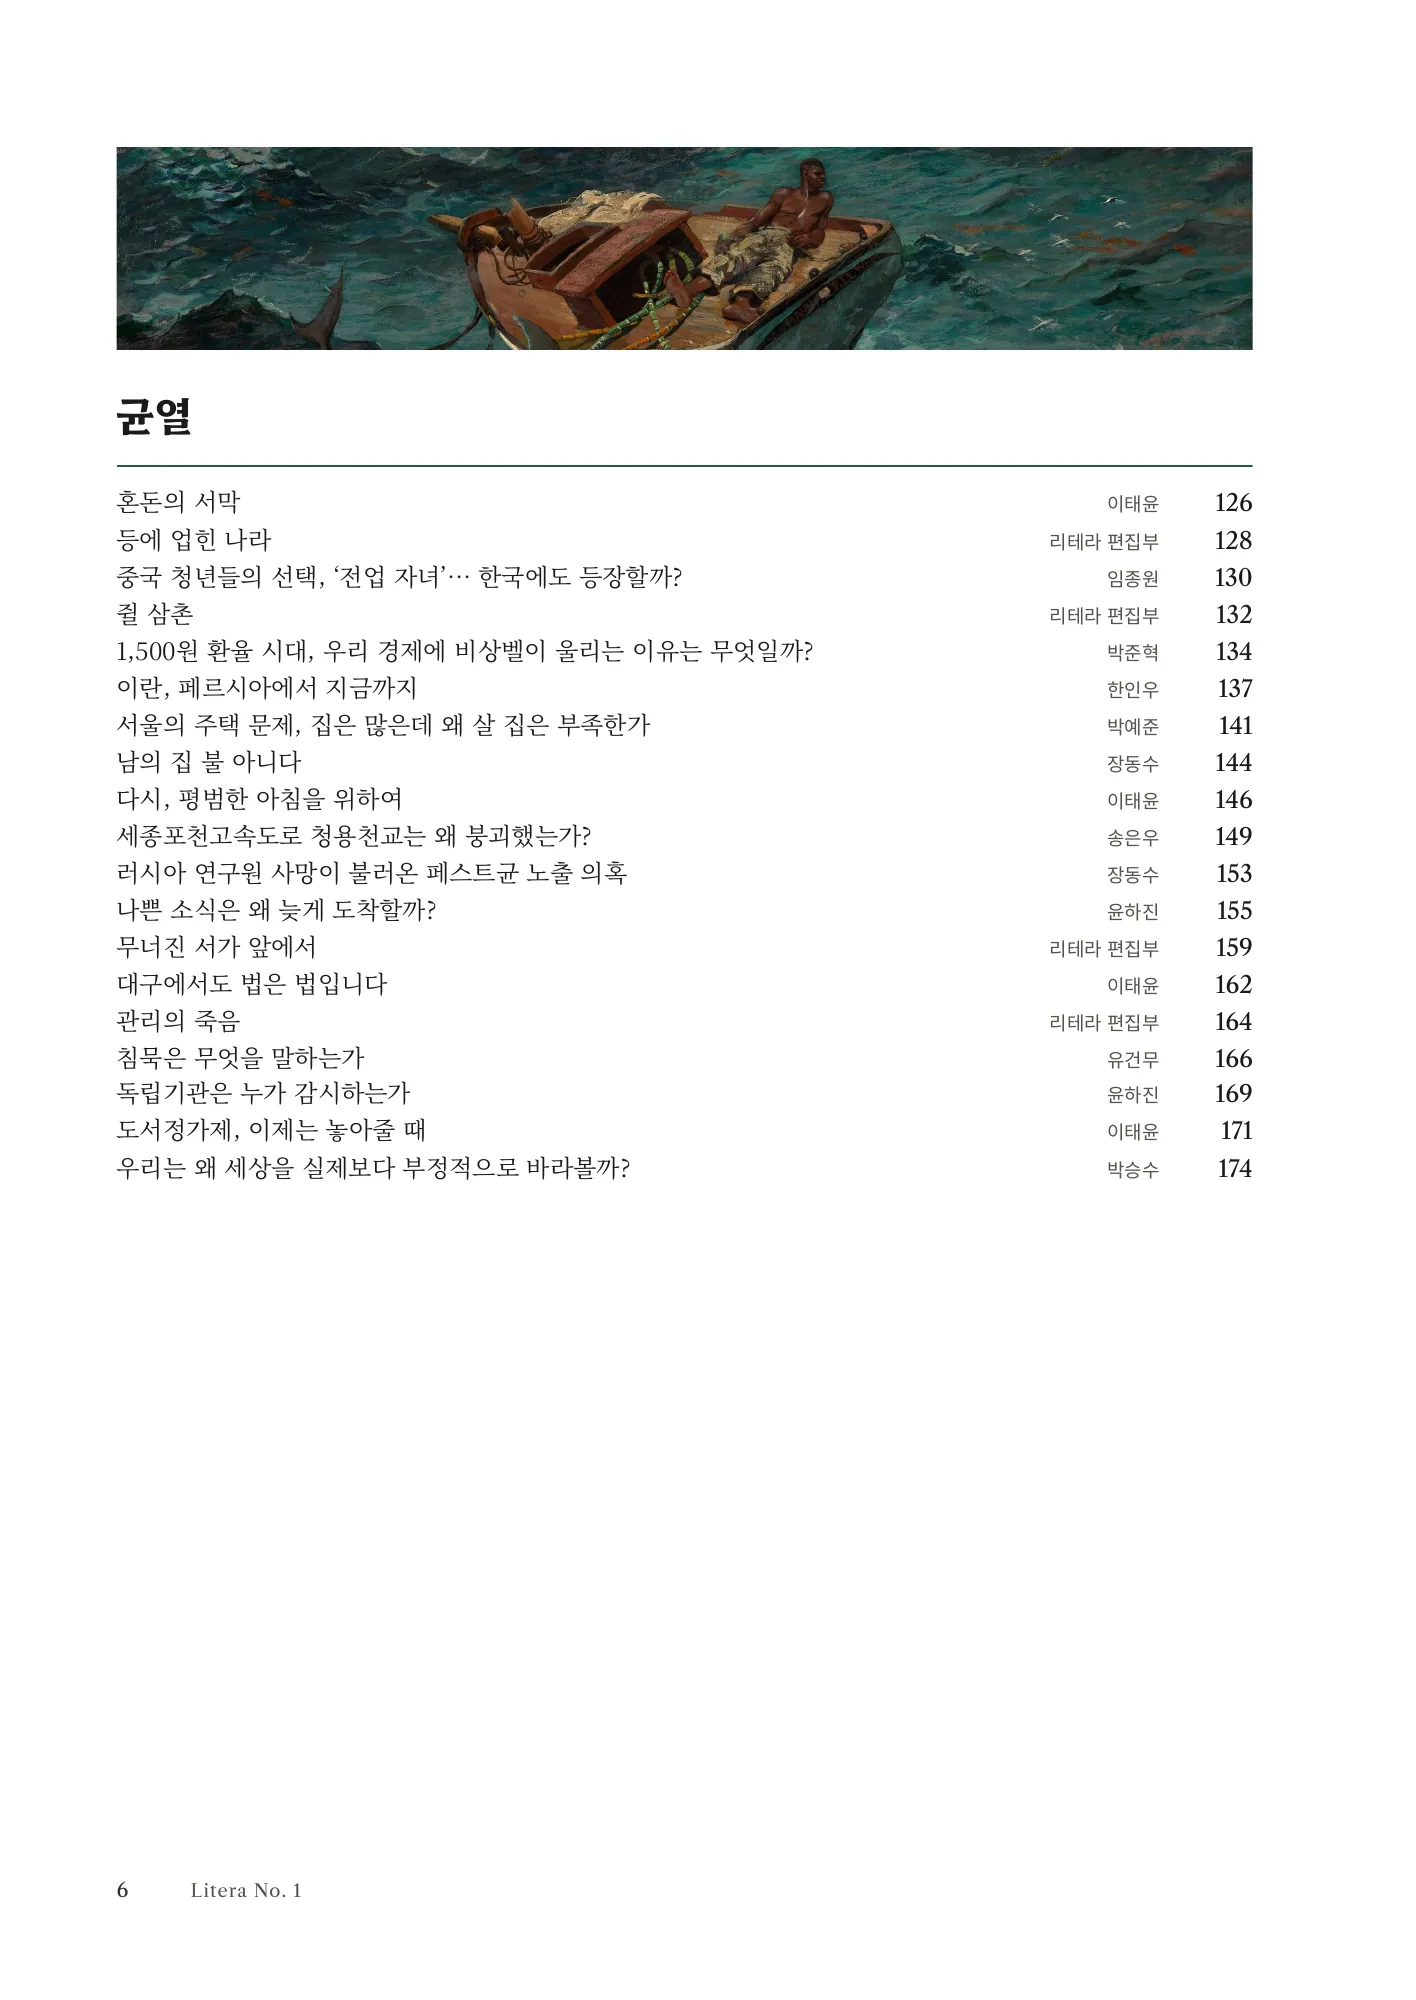 균열
혼돈의 서막 이태윤 126
등에 업힌 나라 리테라 편집부 128
중국 청년들의 선택, ‘전업 자녀’… 한국에도 등장할까? 임종원 130
쥘 삼촌 리테라 편집부 132
1,500원 환율 시대, 우리 경제에 비상벨이 울리는 이유는 무엇일까? 박준혁 134
이란, 페르시아에서 지금까지 한인우 137
서울의 주택 문제, 집은 많은데 왜 살 집은 부족한가 박예준 141
남의 집 불 아니다 장동수 144
다시, 평범한 아침을 위하여 이태윤 146
세종포천고속도로 청용천교는 왜 붕괴했는가? 송은우 149
러시아 연구원 사망이 불러온 페스트균 노출 의혹 장동수 153
나쁜 소식은 왜 늦게 도착할까? 윤하진 155
무너진 서가 앞에서 리테라 편집부 159
대구에서도 법은 법입니다 이태윤 162
관리의 죽음 리테라 편집부 164
침묵은 무엇을 말하는가 유건무 166
독립기관은 누가 감시하는가 윤하진 169
도서정가제, 이제는 놓아줄 때 이태윤 171
우리는 왜 세상을 실제보다 부정적으로 바라볼까? 박승수 174
6 Litera No. 1